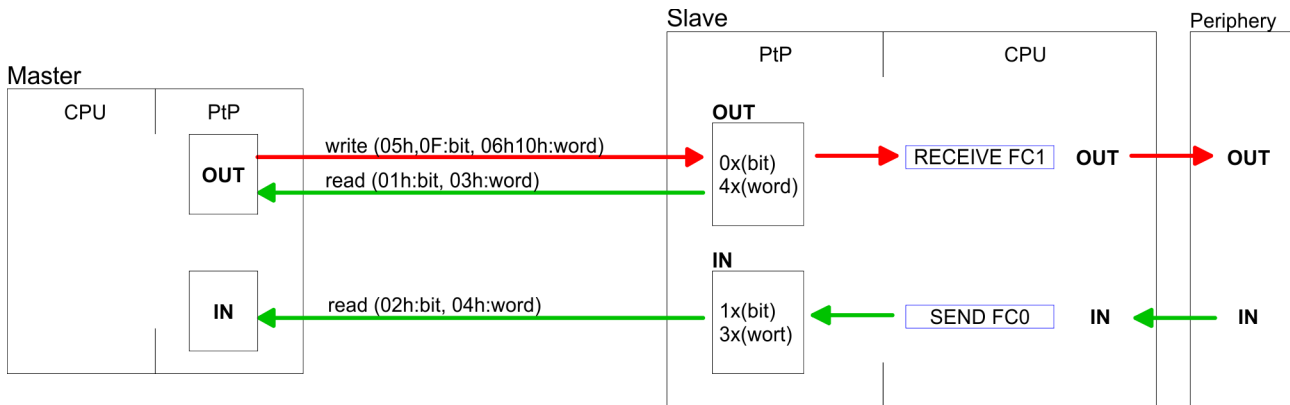 Slave
Periphery
PtP
CPU
Master
CPU
PtP
OUT
write (05h,0F:bit, 06h10h:word)
OUT
0x(bit)
4x(word)
RECEIVE FC1
OUT
OUT
read (01h:bit, 03h:word)
IN
IN
read (02h:bit, 04h:word)
1x(bit)
3x(wort)
SEND FC0
IN
IN